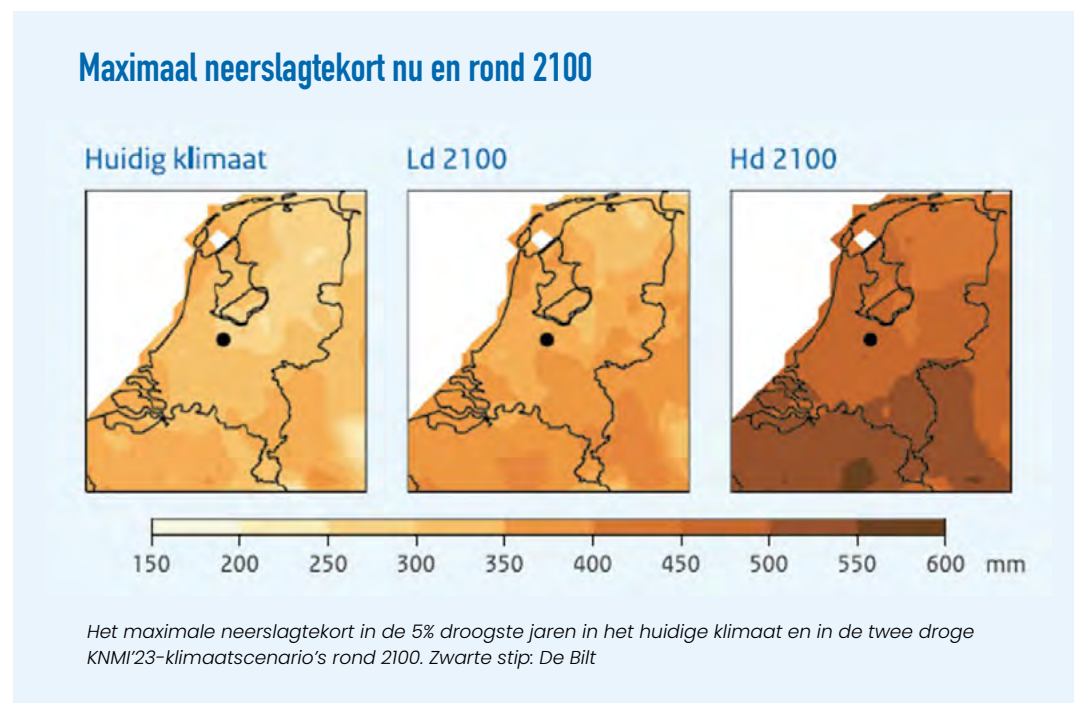 Maximaal neerslagtekort nu en rond 2100
Huidig klimaat
Ld 2100
Hd 2100
150 200 250 300 350 400 450 500 550 600 mm
Het maximale neerslagtekort in de 5% droogste jaren in het huidige klimaat en in de twee droge
KNMI'23-klimaatscenario's rond 2100. Zwarte stip: De Bilt